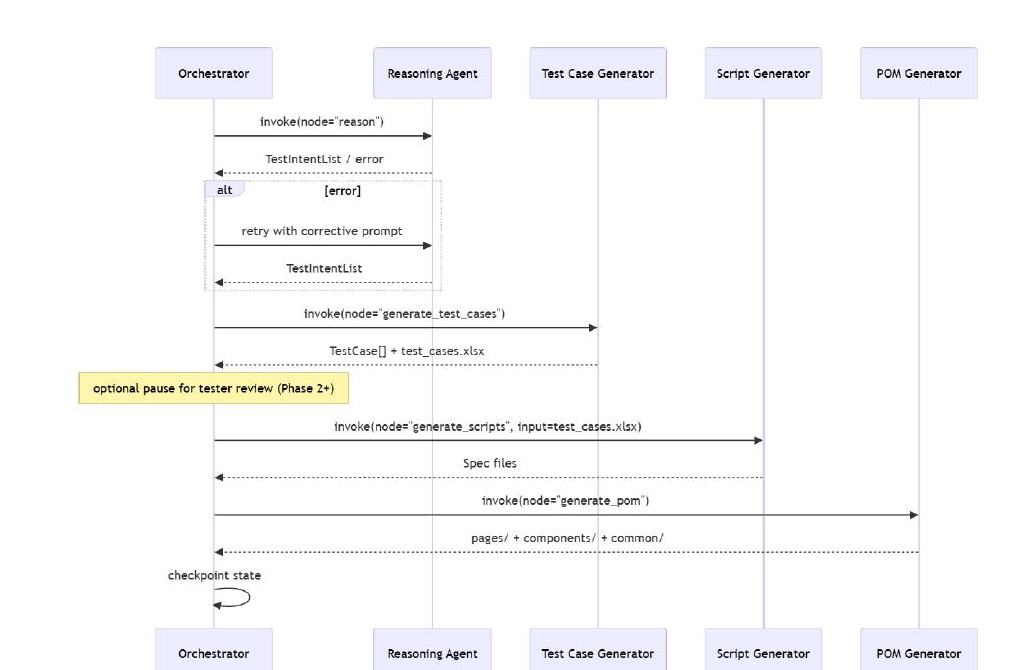 Orchestrator
Reasoning Agent
Test Case Generator
Script Generator
POM Generator
invoke(node="reason")
TestIntentList / error
alt
[error]
retry with corrective prompt
TestIntentList
invoke(node="generate_test_cases")
TestCase[] + test_cases.xlsx
optional pause for tester review (Phase 2+)
invoke(node="generate_scripts", input=test_cases.xlsx)
Spec files
invoke(node="generate_pom")
pages/ + components/ + common/
checkpoint state
Orchestrator
Reasoning Agent
Test Case Generator
Script Generator
POM Generator